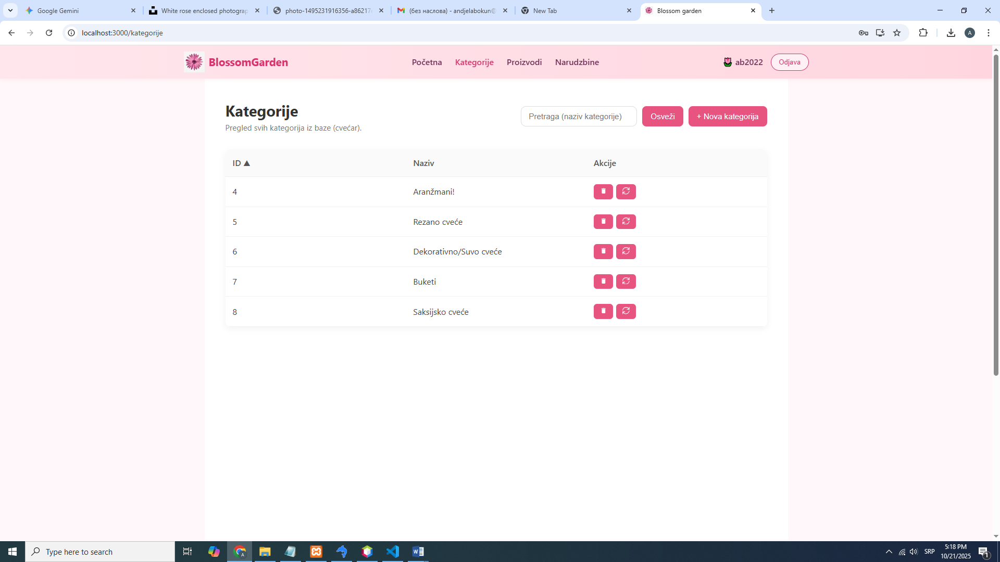 Google Gemini
White rose enclosed photograp
photo-1495231916356-a86217
(без наслова) - andjelabokun@
New Tab
Blossom garden
localhost:3000/kategorije
A
BlossomGarden
Početna
Kategorije
Proizvodi
Narudzbine
ab2022
Odjava
Kategorije
Pregled svih kategorija iz baze (cvećar).
Pretraga (naziv kategorije)
Osveži
+ Nova kategorija
ID ▲ Naziv Akcije
4 Aranžmani!
5 Rezano cveće
6 Dekorativno/Suvo cveće
7 Buketi
8 Saksijsko cveće
Type here to search
SRP
5:18 PM
10/21/2025
1